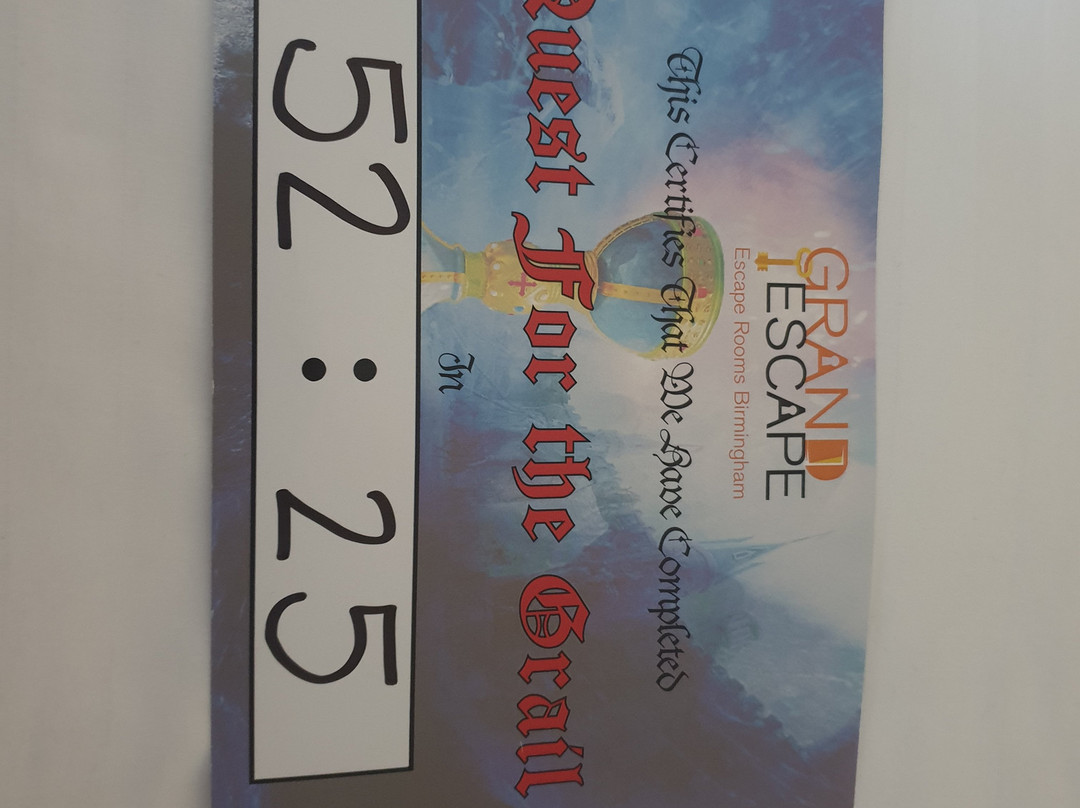 GRAND
ESCAPE
Escape Rooms Birmingham
This Certifies That We Have Completed
Quest For the Grail
In
52:25